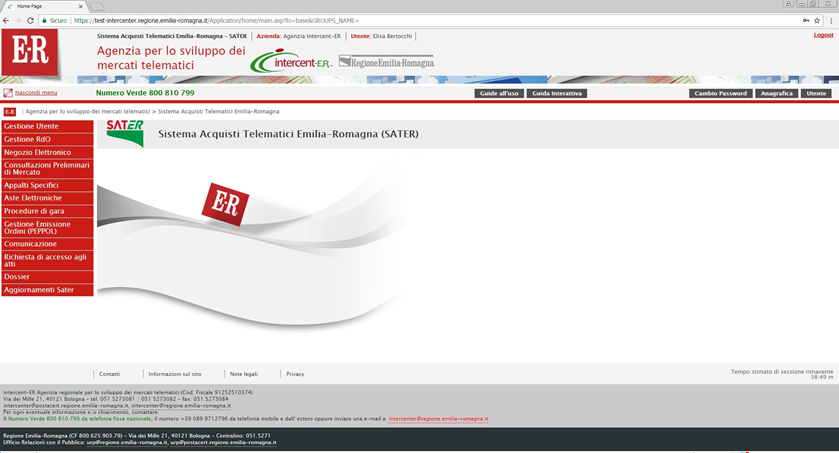 Home Page
Sicuro | https://test-intercenter.regione.emilia-romagna.it/Application/home/main.asp?lo=base&GROUPS_NAME=
Sistema Acquisti Telematici Emilia-Romagna - SATER | Azienda: Agenzia Intercent-ER | Utente: Elisa Bertocchi |
Logout
E·R
Agenzia per lo sviluppo dei
mercati telematici
intercent-ER
RegioneEmilia-Romagna
Nascondi menu
Numero Verde 800 810 799
Guide all'uso
Guida Interattiva
Cambio Password
Anagrafica
Utente
E·R | Agenzia per lo sviluppo dei mercati telematici > Sistema Acquisti Telematici Emilia-Romagna
Gestione Utente
Gestione RdO
Negozio Elettronico
Consultazioni Preliminari
di Mercato
Appalti Specifici
Aste Elettroniche
Procedure di gara
Gestione Emissione
Ordini (PEPPOL)
Comunicazione
Richiesta di accesso agli
atti
Dossier
Aggiornamenti Sater
SATER
Sistema Acquisti Telematici Emilia-Romagna (SATER)
E·R
Contatti
Informazioni sul sito
Note legali
Privacy
Tempo stimato di sessione rimanente
38:49 m
Intercent-ER Agenzia regionale per lo sviluppo dei mercati telematici (Cod. Fiscale 91252510374)
Via dei Mille 21, 40121 Bologna - tel: 051 5273081 / 051 5273082 - fax: 051 5273084
intercenter@postacert.regione.emilia-romagna.it, intercenter@regione.emilia-romagna.it
Per ogni eventuale informazione e/o chiarimento, contattare:
Il Numero Verde 800 810 799 da telefonia fissa nazionale, il numero +39 089 9712796 da telefonia mobile e dall' estero oppure inviare una e-mail a: intercenter@regione.emilia-romagna.it
Regione Emilia-Romagna (CF 800.625.903.79) - Via dei Mille 21, 40121 Bologna - Centralino: 051.5271
Ufficio Relazioni con il Pubblico: urp@regione.emilia-romagna.it, urp@postacert.regione.emilia-romagna.it